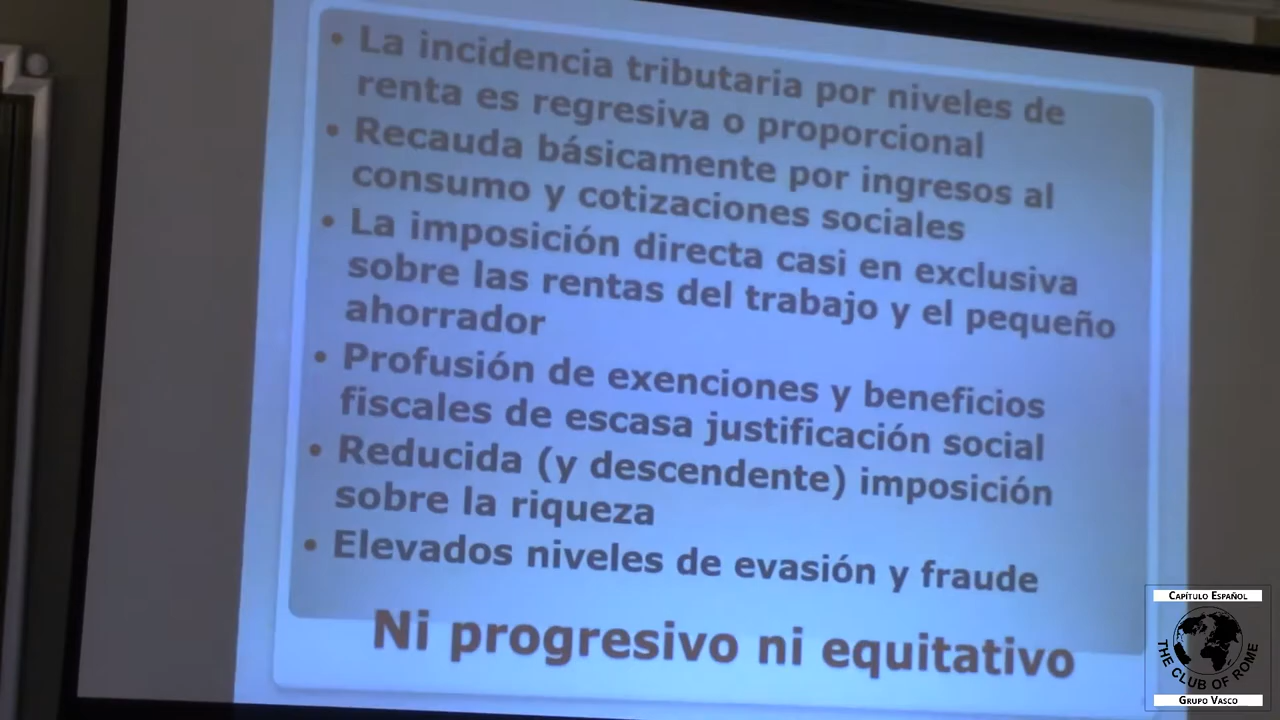 • La incidencia tributaria por niveles de
renta es regresiva o proporcional
• Recauda básicamente por ingresos al
consumo y cotizaciones sociales
• La imposición directa casi en exclusiva
sobre las rentas del trabajo y el pequeño
ahorrador
• Profusión de exenciones y beneficios
fiscales de escasa justificación social
• Reducida (y descendente) imposición
sobre la riqueza
• Elevados niveles de evasión y fraude
Ni progresivo ni equitativo
Capítulo Español
THE CLUB OF ROME
Grupo Vasco